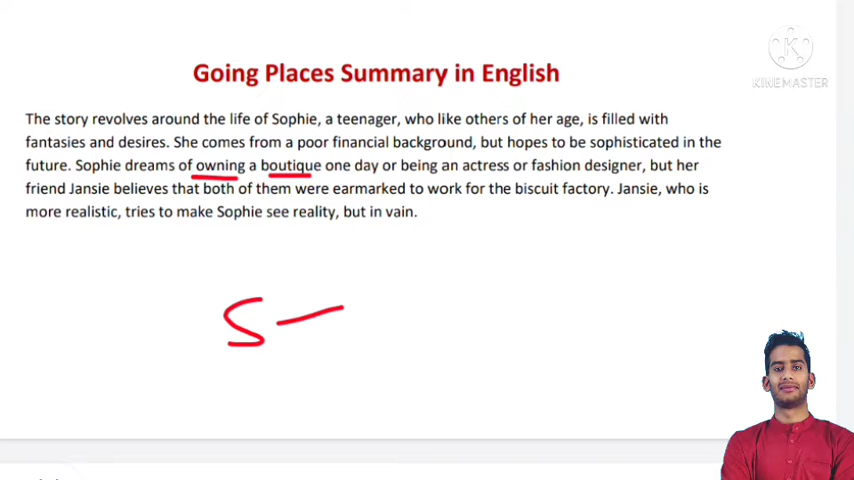 Going Places Summary in English
KINEMASTER
The story revolves around the life of Sophie, a teenager, who like others of her age, is filled with
fantasies and desires. She comes from a poor financial background, but hopes to be sophisticated in the
future. Sophie dreams of owning a boutique one day or being an actress or fashion designer, but her
friend Jansie believes that both of them were earmarked to work for the biscuit factory. Jansie, who is
more realistic, tries to make Sophie see reality, but in vain.
S —